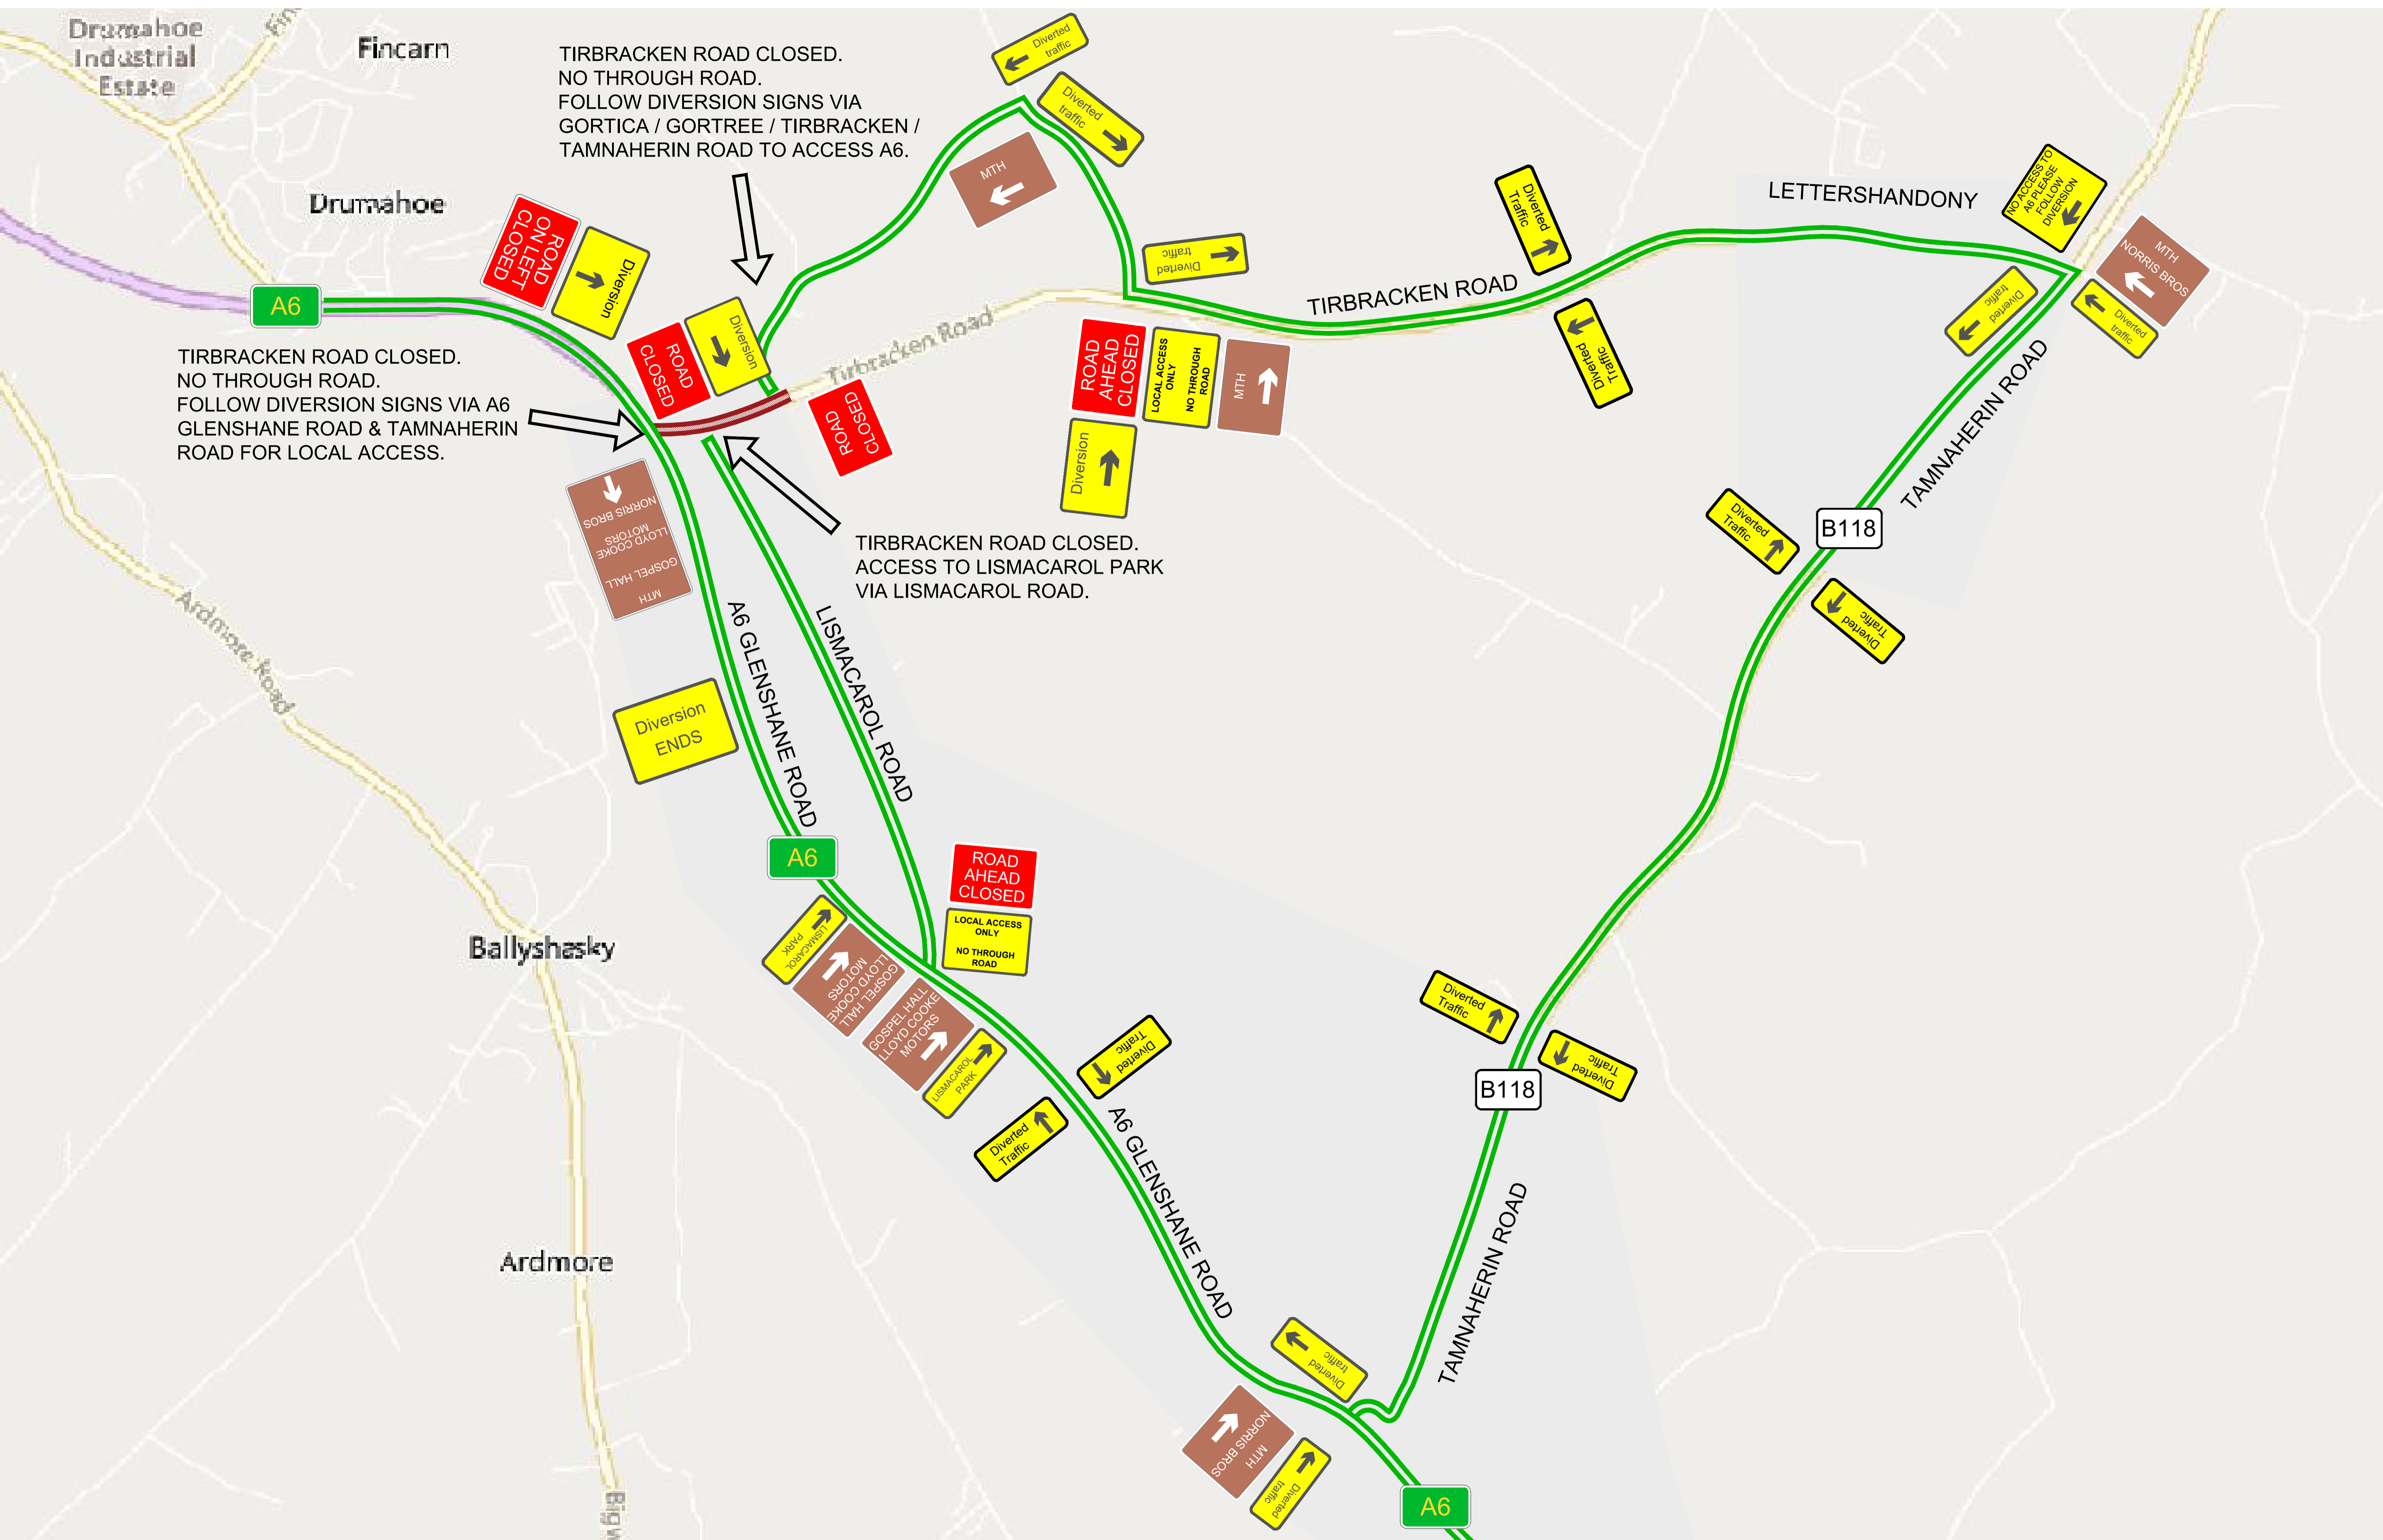 Drumahoe
Industrial
Estate
Fincarn
TIRBRACKEN ROAD CLOSED.
NO THROUGH ROAD.
FOLLOW DIVERSION SIGNS VIA
GORTICA / GORTREE / TIRBRACKEN /
TAMNAHERIN ROAD TO ACCESS A6.
Diverted
traffic
Diverted
traffic
MTH
Drumahoe
ROAD
ON LEFT
CLOSED
Diversion
A6
ROAD
CLOSED
Diversion
Tirbracken Road
ROAD
CLOSED
Diverted
traffic
TIRBRACKEN ROAD
Diverted
Traffic
Diverted
Traffic
LETTERSHANDONY
NO ACCESS TO
A6 PLEASE
FOLLOW
DIVERSION
MTH
NORRIS BROS
Diverted
traffic
Diverted
traffic
ROAD
AHEAD
CLOSED
LOCAL ACCESS
ONLY
NO THROUGH
ROAD
MTH
Diversion
TIRBRACKEN ROAD CLOSED.
NO THROUGH ROAD.
FOLLOW DIVERSION SIGNS VIA A6
GLENSHANE ROAD & TAMNAHERIN
ROAD FOR LOCAL ACCESS.
MTH
GOSPEL HALL
LLOYD COOKE
MOTORS
NORRIS BROS
TIRBRACKEN ROAD CLOSED.
ACCESS TO LISMACAROL PARK
VIA LISMACAROL ROAD.
TAMNAHERIN ROAD
B118
Diverted
Traffic
Diverted
Traffic
Ardmore Road
A6 GLENSHANE ROAD
LISMACAROL ROAD
Diversion
ENDS
A6
ROAD
AHEAD
CLOSED
LOCAL ACCESS
ONLY
NO THROUGH
ROAD
LISMACAROL
PARK
GOSPEL HALL
LLOYD COOKE
MOTORS
GOSPEL HALL
LLOYD COOKE
MOTORS
LISMACAROL
PARK
Ballyshasky
Diverted
Traffic
Diverted
Traffic
Diverted
Traffic
Diverted
Traffic
B118
A6 GLENSHANE ROAD
TAMNAHERIN ROAD
Ardmore
Diverted
traffic
MTH
NORRIS BROS
Diverted
traffic
A6